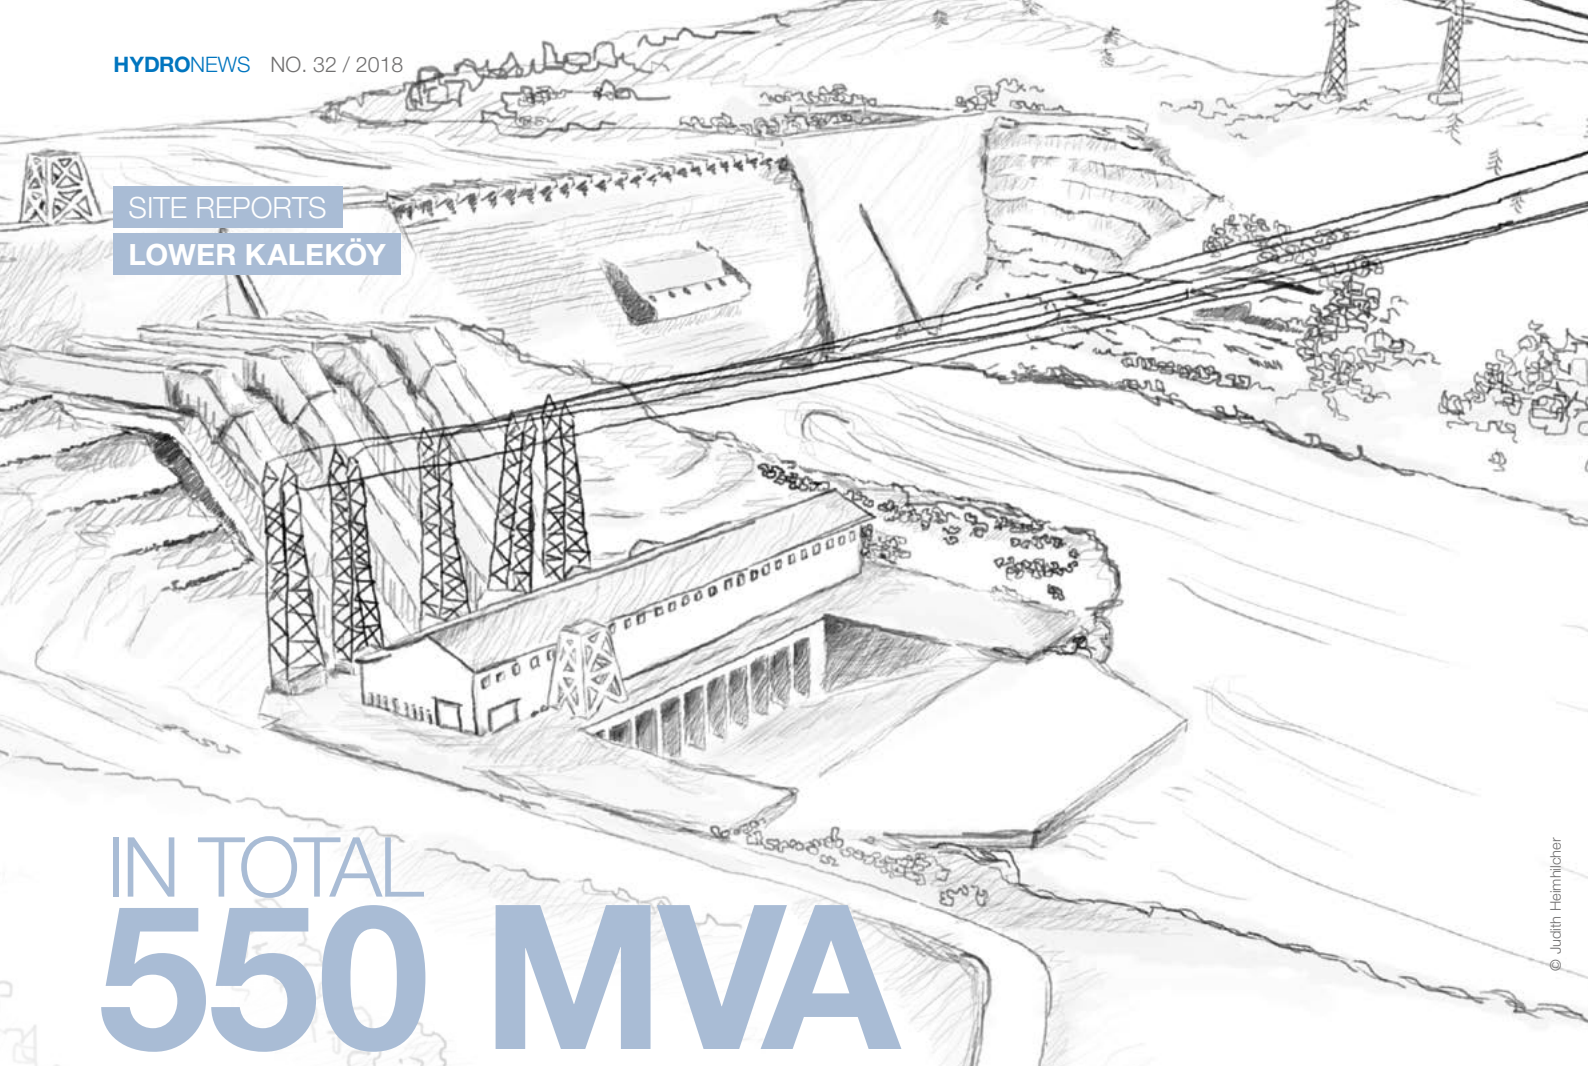 HYDRONEWS NO. 32 / 2018
SITE REPORTS
LOWER KALEKÖY
IN TOTAL
550 MVA
© Judith Heimhilcher